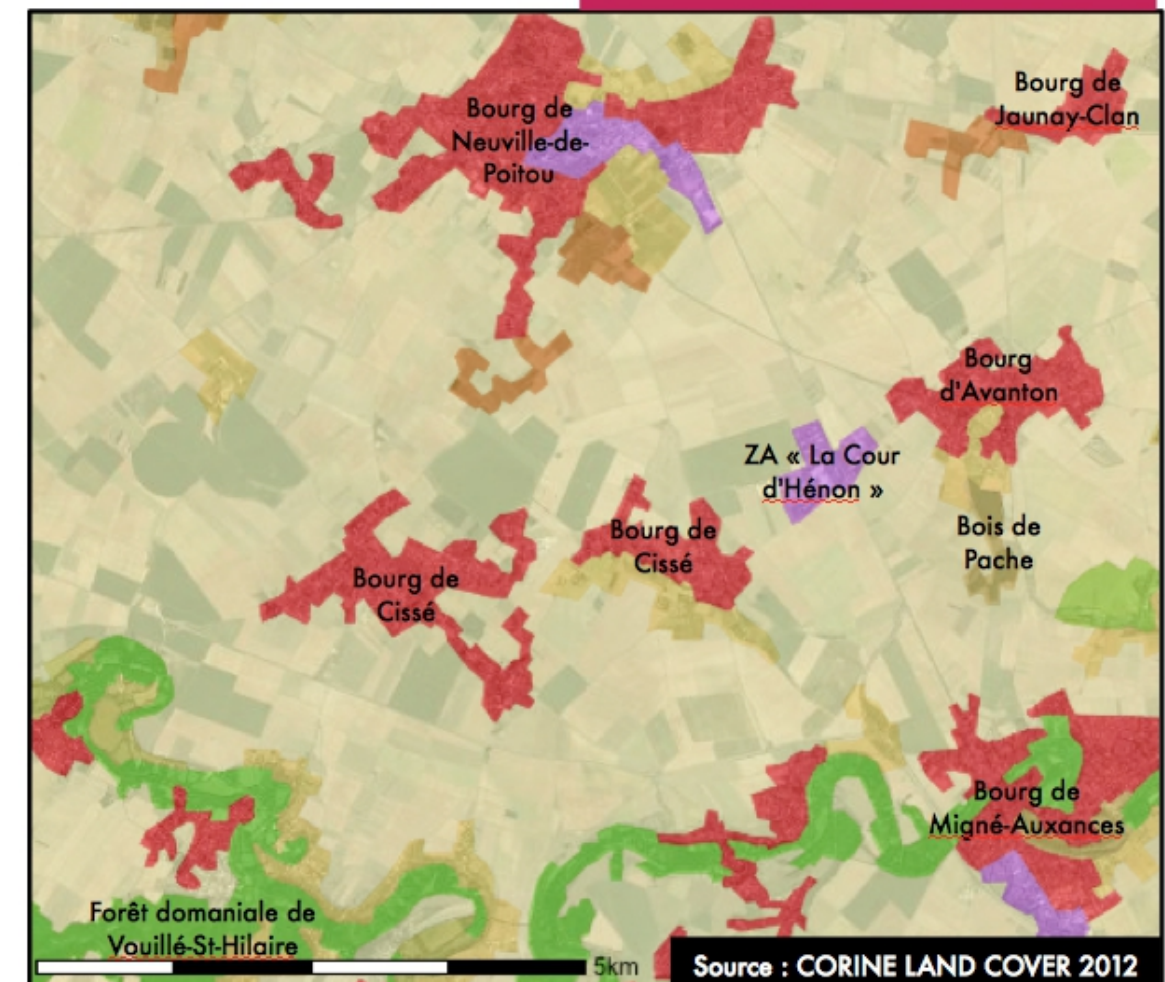 Bourg de
Jaunay-Clan
Bourg de
Neuville-de-
Poitou
Bourg
d'Avanton
ZA « La Cour
d'Hénon »
Bourg de
Cissé
Bois de
Pache
Bourg de
Cissé
Bourg de
Migné-Auxances
Forêt domaniale de
Vouillé-St-Hilaire
5km
Source : CORINE LAND COVER 2012